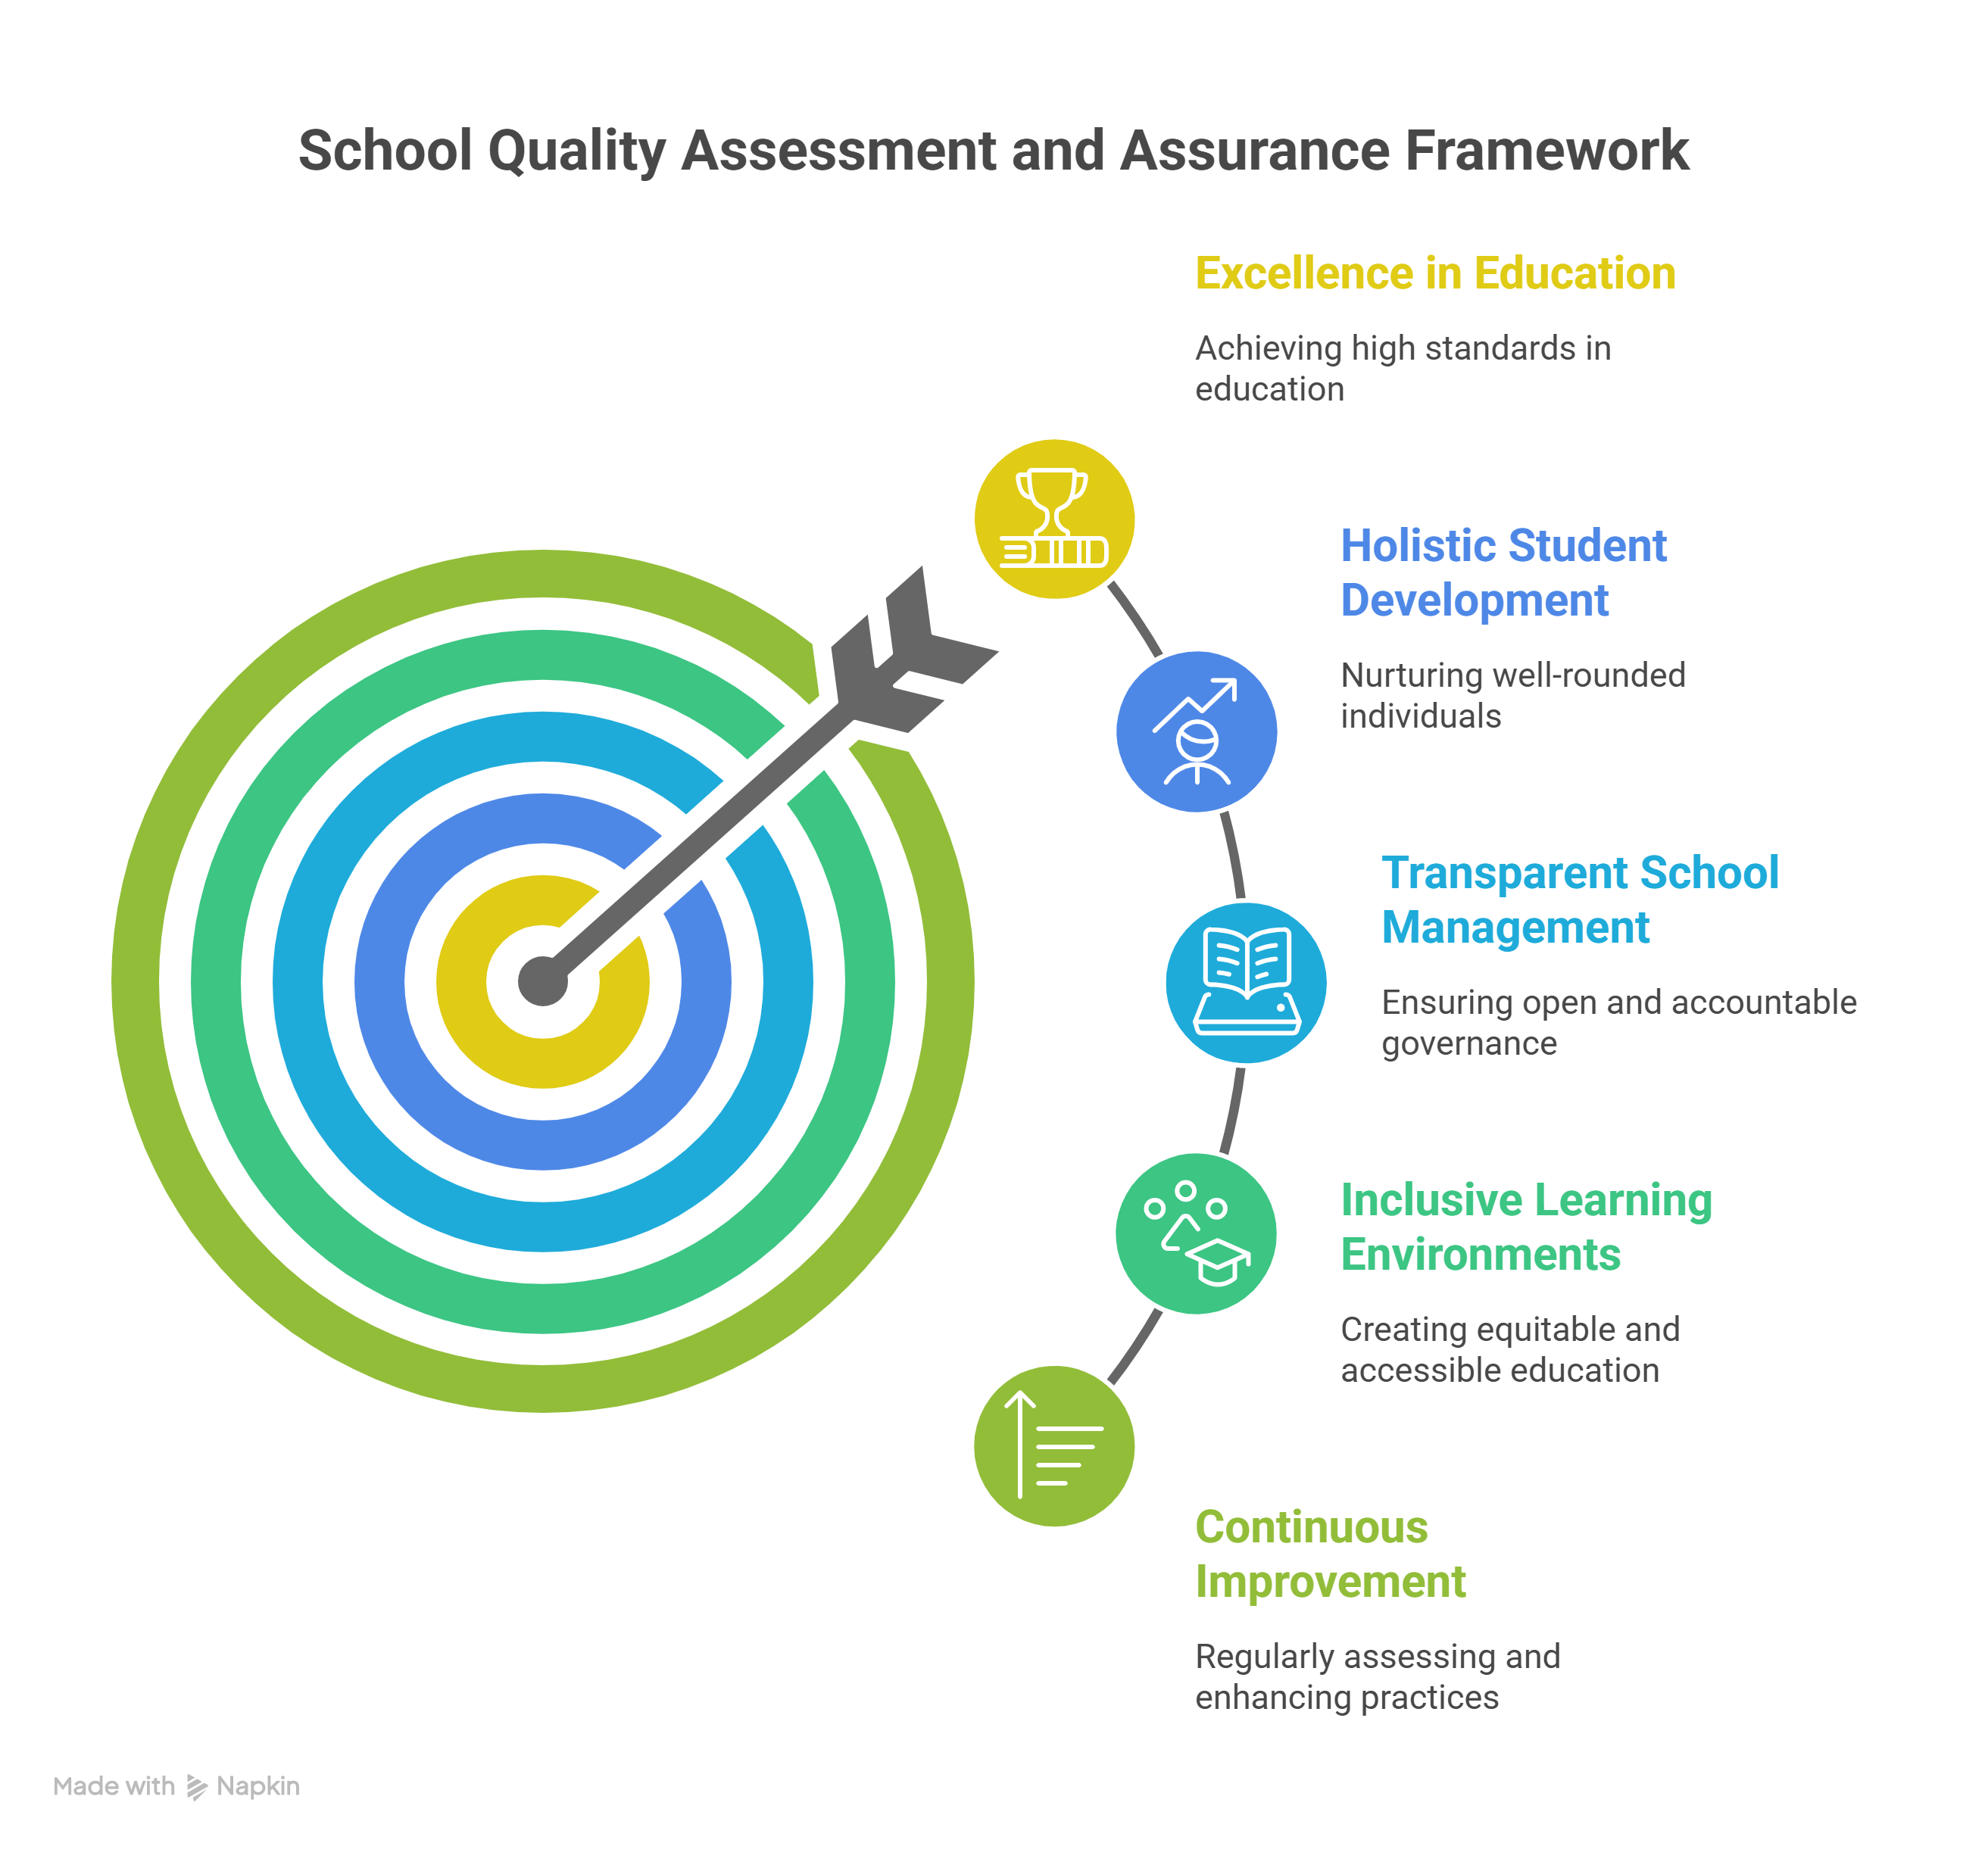 School Quality Assessment and Assurance Framework
Excellence in Education
Achieving high standards in
education
Holistic Student
Development
Nurturing well-rounded
individuals
Transparent School
Management
Ensuring open and accountable
governance
Inclusive Learning
Environments
Creating equitable and
accessible education
Continuous
Improvement
Regularly assessing and
enhancing practices
Made with Napkin